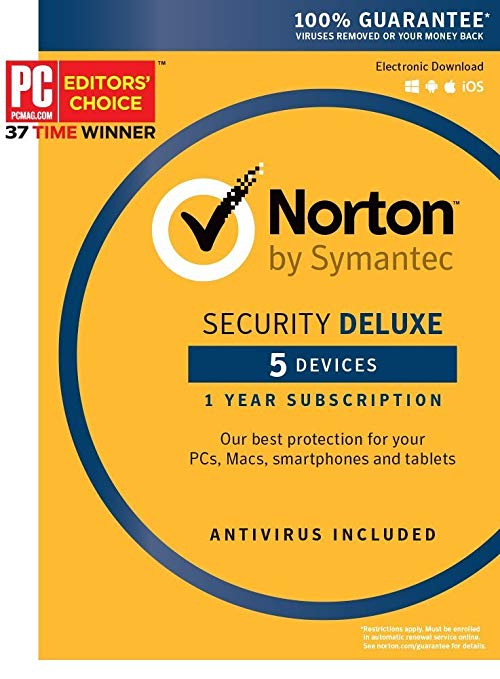 100% GUARANTEE*
VIRUSES REMOVED OR YOUR MONEY BACK
Electronic Download
iOS
PC
PCMAG.COM
EDITORS'
CHOICE
™
37 TIME WINNER
Norton™
by Symantec
SECURITY DELUXE
5 DEVICES
1 YEAR SUBSCRIPTION
Our best protection for your
PCs, Macs, smartphones and tablets
ANTIVIRUS INCLUDED
*Restrictions apply. Must be enrolled
in automatic renewal service online.
See norton.com/guarantee for details.